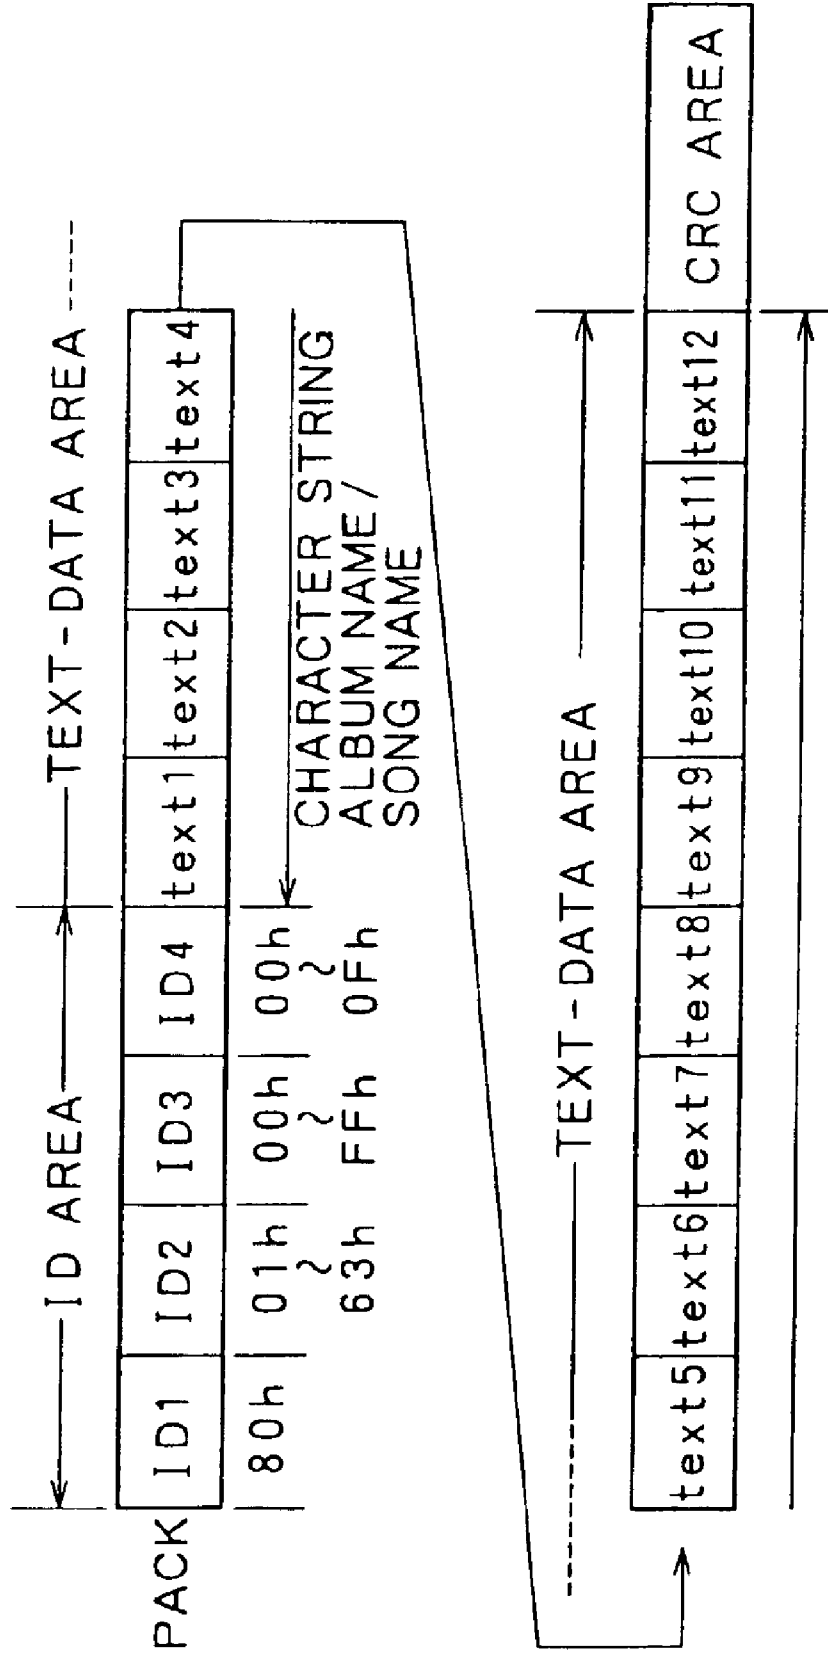 ID AREA TEXT-DATA AREA
PACK ID1 ID2 ID3 ID4 text1 text2 text3 text4
80h 01h 00h 00h
~ ~ ~
63h FFh 0Fh
CHARACTER STRING
ALBUM NAME/
SONG NAME
TEXT-DATA AREA
text5 text6 text7 text8 text9 text10 text11 text12 CRC AREA